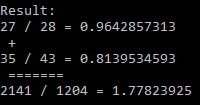 Result:
27 / 28 = 0.9642857313
+
35 / 43 = 0.8139534593
=======
2141 / 1204 = 1.77823925